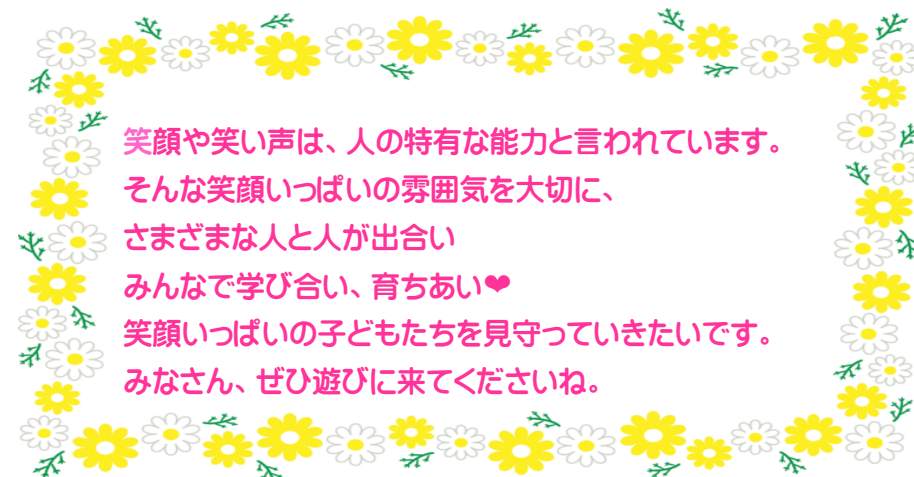 笑顔や笑い声は、人の特有な能力と言われています。
そんな笑顔いっぱいの雰囲気を大切に、
さまざまな人と人が出合い
みんなで学び合い、育ちあい❤
笑顔いっぱいの子どもたちを見守っていきたいです。
みなさん、ぜひ遊びに来てくださいね。